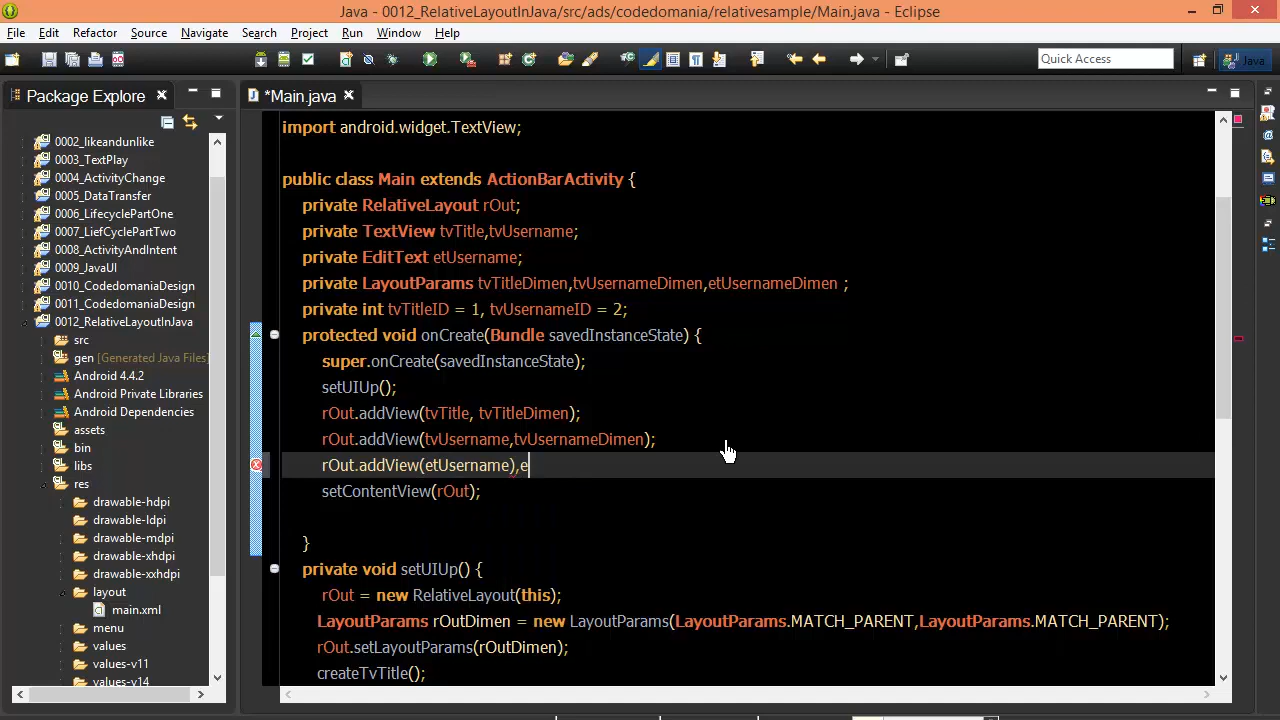 Java - 0012_RelativeLayoutInJava/src/ads/codedomania/relativesample/Main.java - Eclipse
File Edit Refactor Source Navigate Search Project Run Window Help
Quick Access
Java
Package Explore
*Main.java
0002_likeandunlike
0003_TextPlay
0004_ActivityChange
0005_DataTransfer
0006_LifecyclePartOne
0007_LiefCyclePartTwo
0008_ActivityAndIntent
0009_JavaUI
0010_CodedomaniaDesign
0011_CodedomaniaDesign
0012_RelativeLayoutInJava
src
gen [Generated Java Files]
Android 4.4.2
Android Private Libraries
Android Dependencies
assets
bin
libs
res
drawable-hdpi
drawable-ldpi
drawable-mdpi
drawable-xhdpi
drawable-xxhdpi
layout
main.xml
menu
values
values-v11
values-v14
import android.widget.TextView;
public class Main extends ActionBarActivity {
private RelativeLayout rOut;
private TextView tvTitle,tvUsername;
private EditText etUsername;
private LayoutParams tvTitleDimen,tvUsernameDimen,etUsernameDimen ;
private int tvTitleID = 1, tvUsernameID = 2;
protected void onCreate(Bundle savedInstanceState) {
super.onCreate(savedInstanceState);
setUIUp();
rOut.addView(tvTitle, tvTitleDimen);
rOut.addView(tvUsername,tvUsernameDimen);
rOut.addView(etUsername),e
setContentView(rOut);
}
private void setUIUp() {
rOut = new RelativeLayout(this);
LayoutParams rOutDimen = new LayoutParams(LayoutParams.MATCH_PARENT,LayoutParams.MATCH_PARENT);
rOut.setLayoutParams(rOutDimen);
createTvTitle();